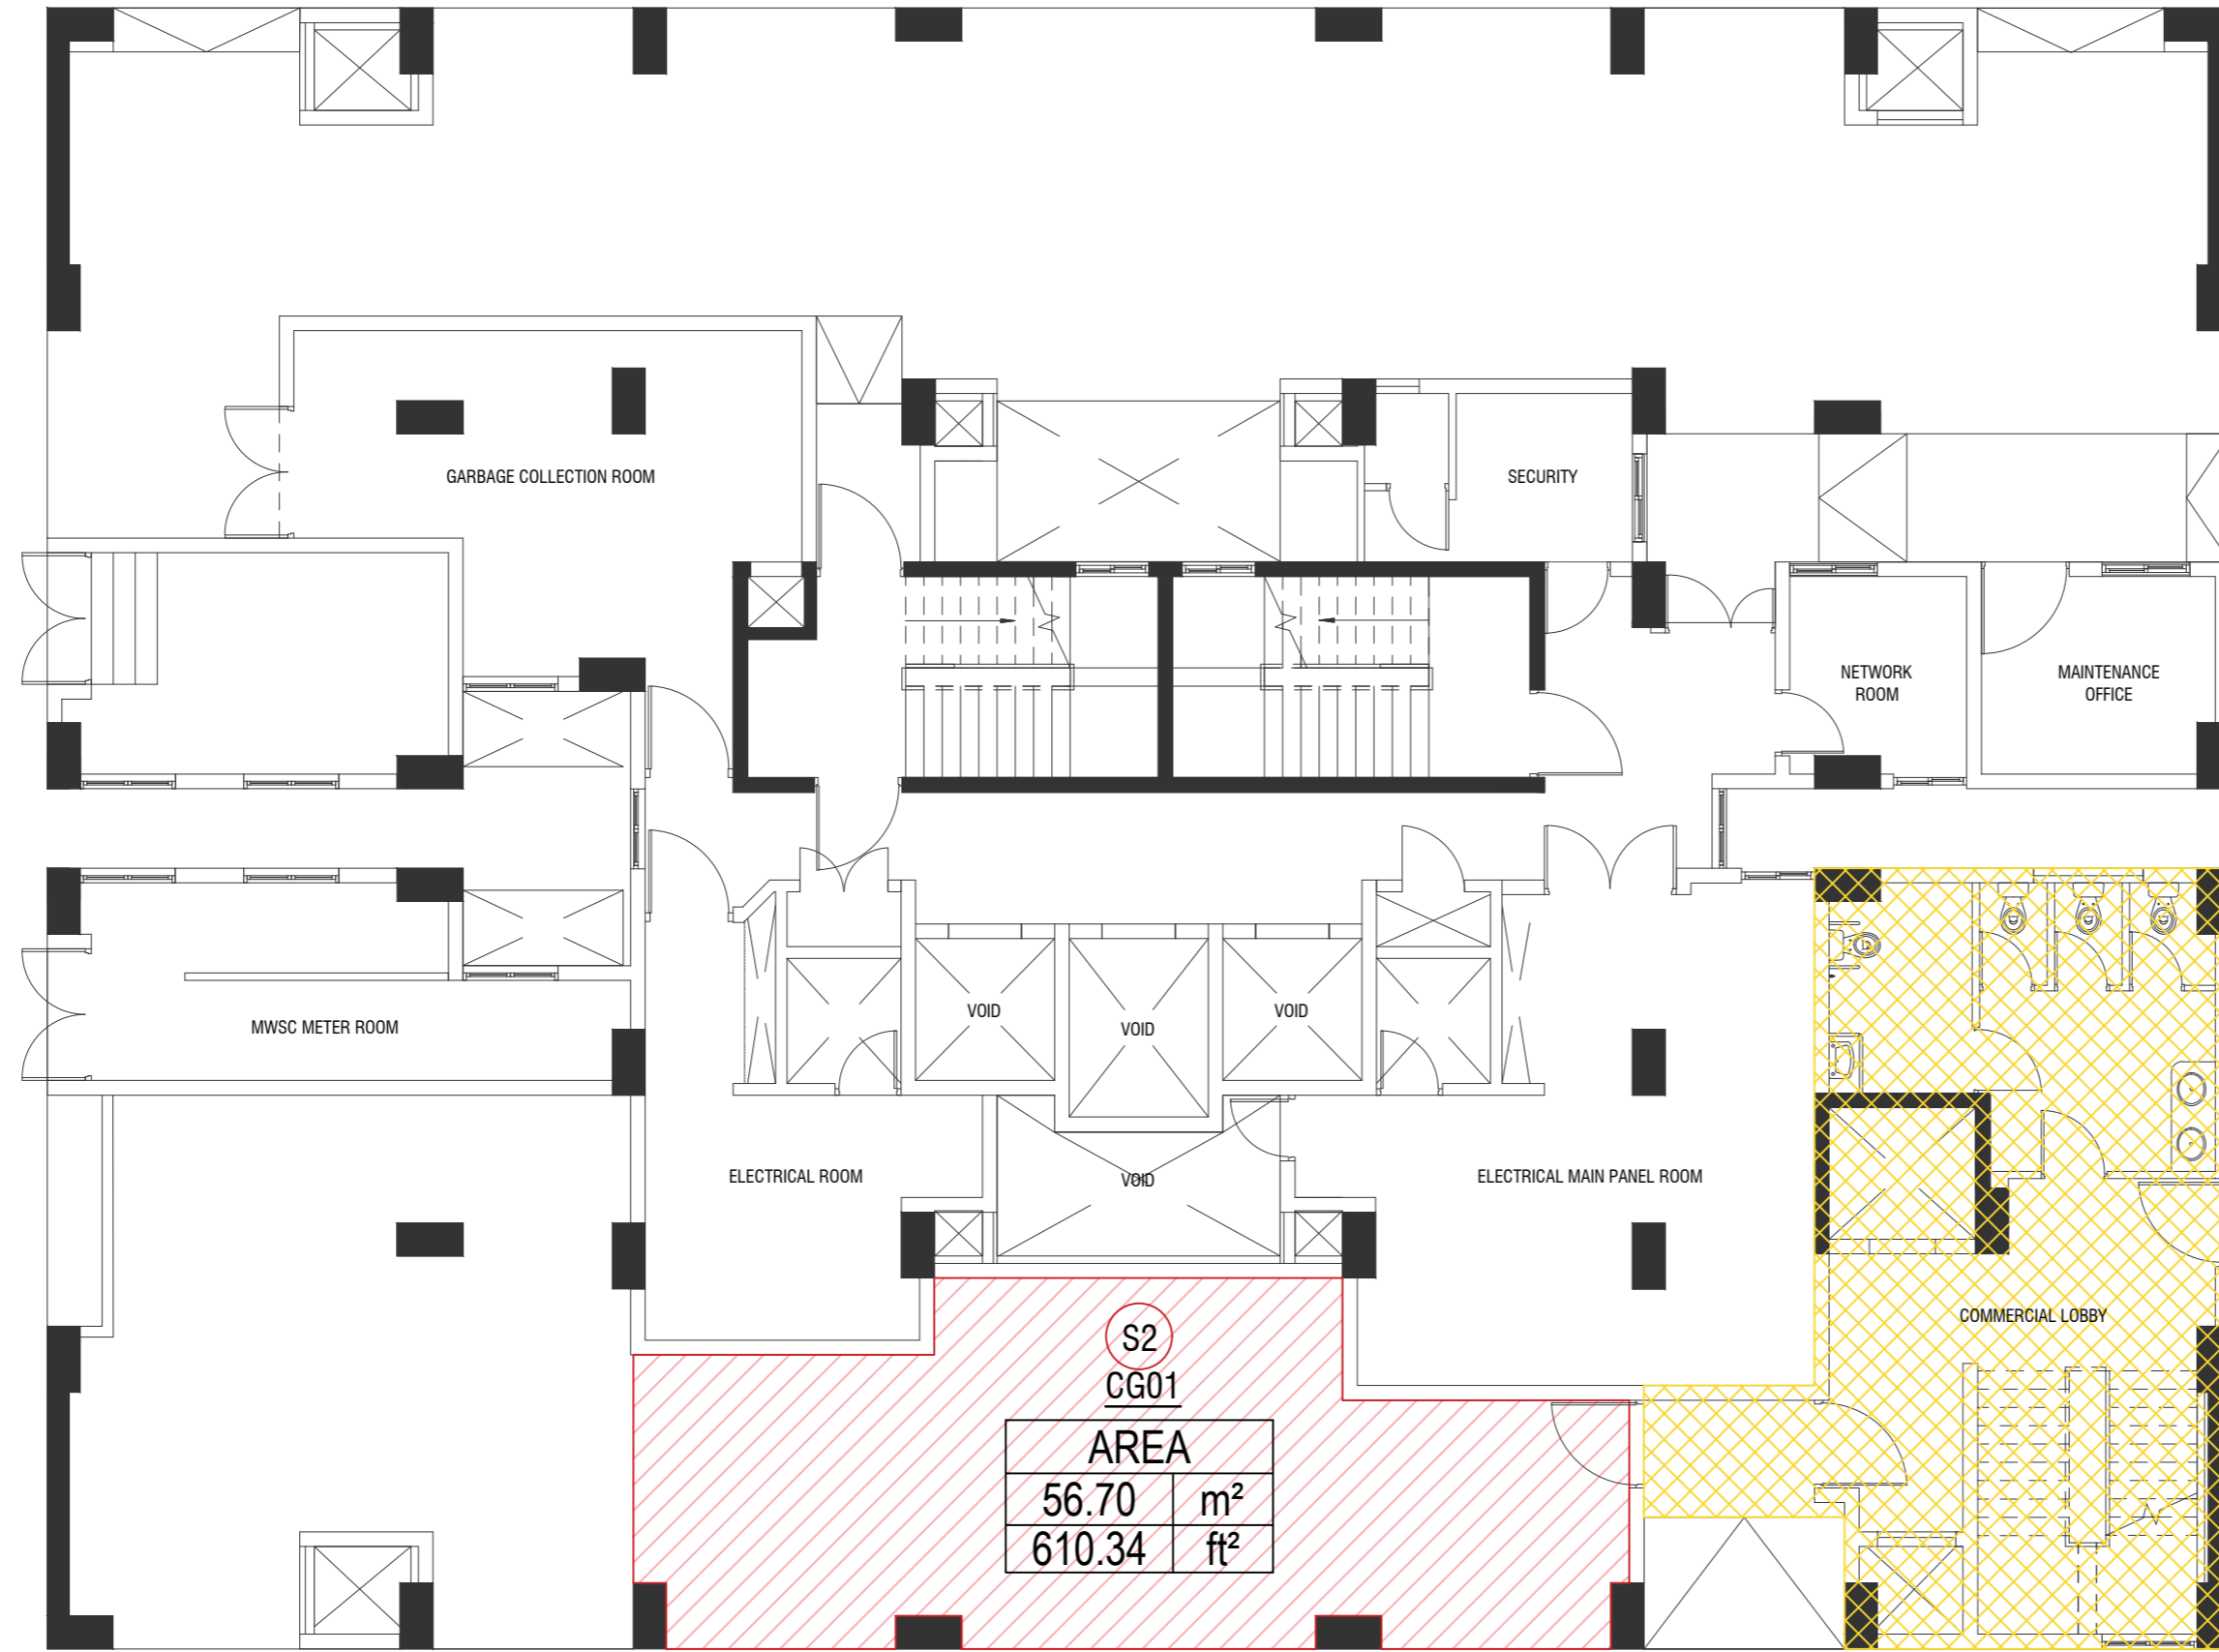 GARBAGE COLLECTION ROOM
SECURITY
NETWORK
ROOM
MAINTENANCE
OFFICE
MWSC METER ROOM
VOID
VOID
VOID
ELECTRICAL ROOM
VOID
ELECTRICAL MAIN PANEL ROOM
COMMERCIAL LOBBY
S2
CG01
AREA
56.70 m²
610.34 ft²